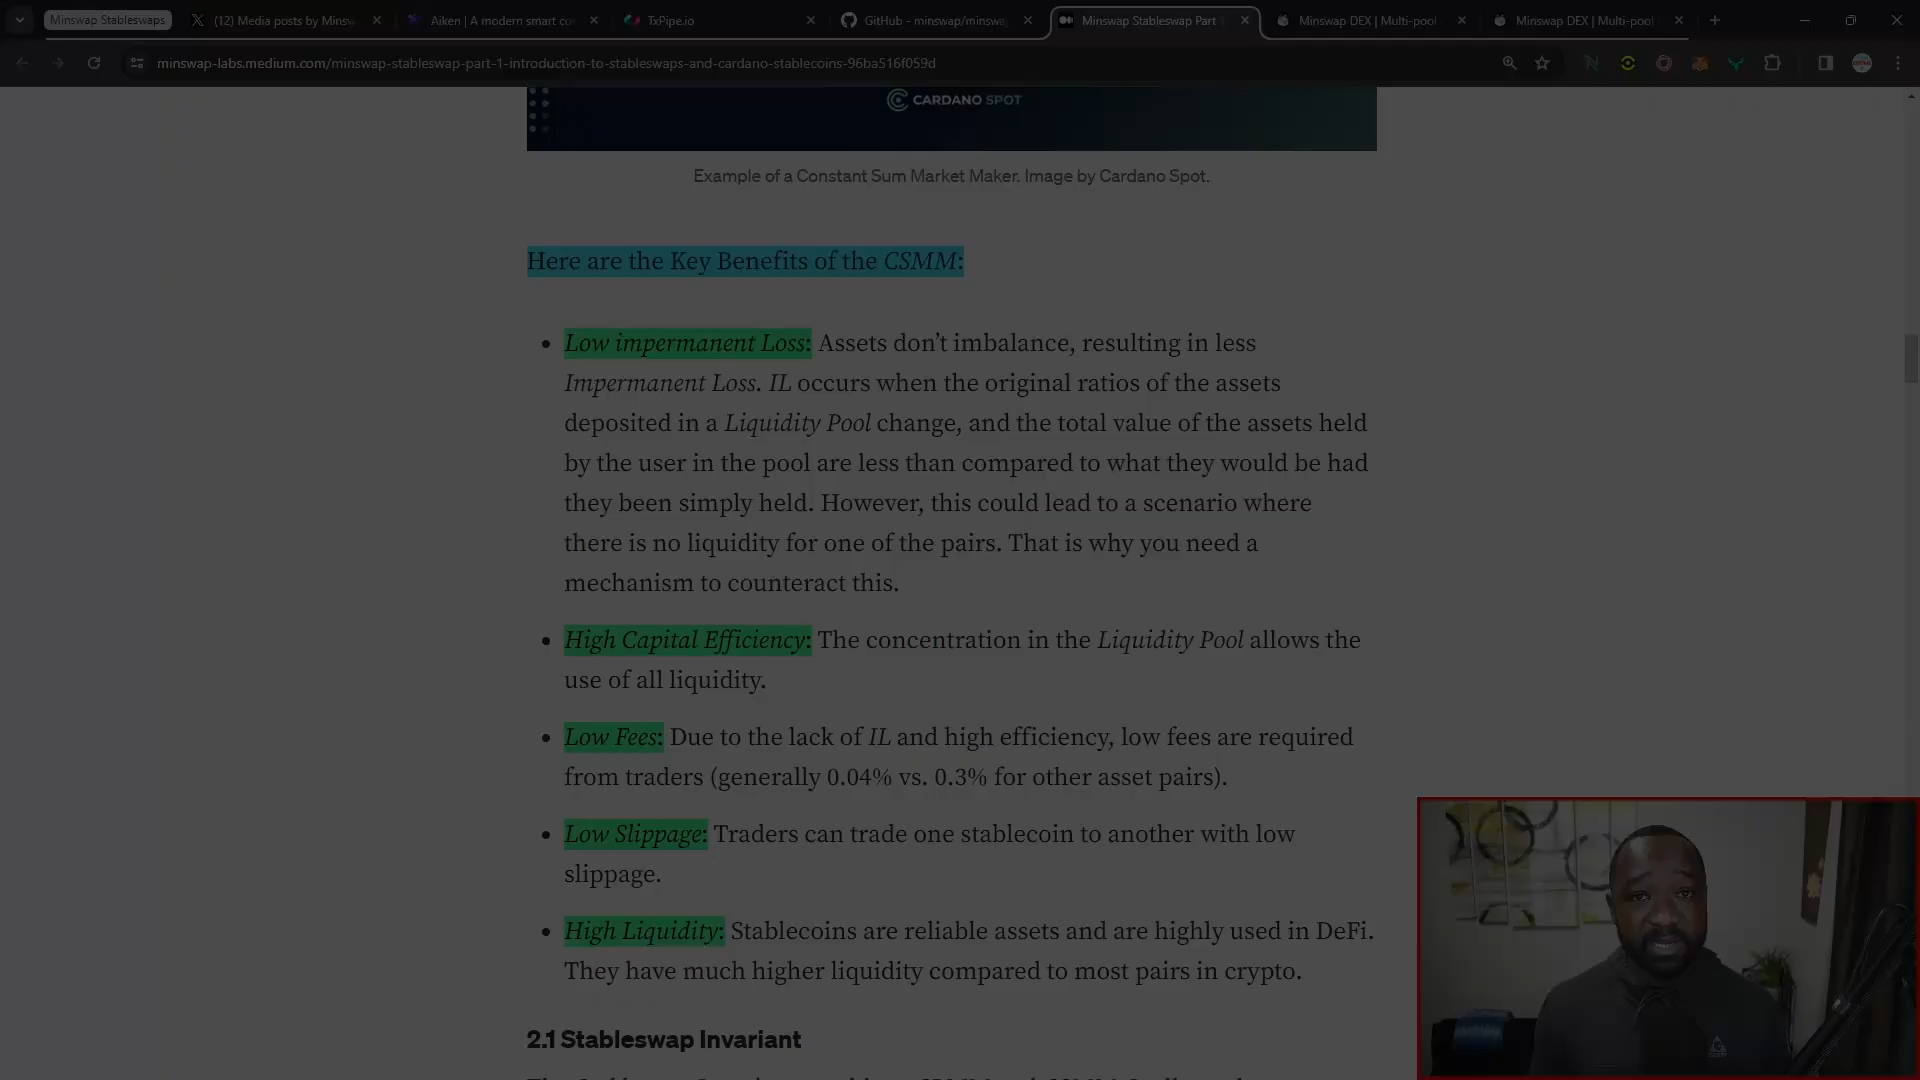 Minswap Stableswaps
(12) Media posts by Minsw
Aiken | A modern smart co
TxPipe.io
GitHub - minswap/minswa
Minswap Stableswap Part
Minswap DEX | Multi-pool
Minswap DEX | Multi-pool
minswap-labs.medium.com/minswap-stableswap-part-1-introduction-to-stableswaps-and-cardano-stablecoins-96ba516f059d
CARDANO SPOT
Example of a Constant Sum Market Maker. Image by Cardano Spot.
Here are the Key Benefits of the CSMM:
• Low impermanent Loss: Assets don’t imbalance, resulting in less
Impermanent Loss. IL occurs when the original ratios of the assets
deposited in a Liquidity Pool change, and the total value of the assets held
by the user in the pool are less than compared to what they would be had
they been simply held. However, this could lead to a scenario where
there is no liquidity for one of the pairs. That is why you need a
mechanism to counteract this.
• High Capital Efficiency: The concentration in the Liquidity Pool allows the
use of all liquidity.
• Low Fees: Due to the lack of IL and high efficiency, low fees are required
from traders (generally 0.04% vs. 0.3% for other asset pairs).
• Low Slippage: Traders can trade one stablecoin to another with low
slippage.
• High Liquidity: Stablecoins are reliable assets and are highly used in DeFi.
They have much higher liquidity compared to most pairs in crypto.
2.1 Stableswap Invariant